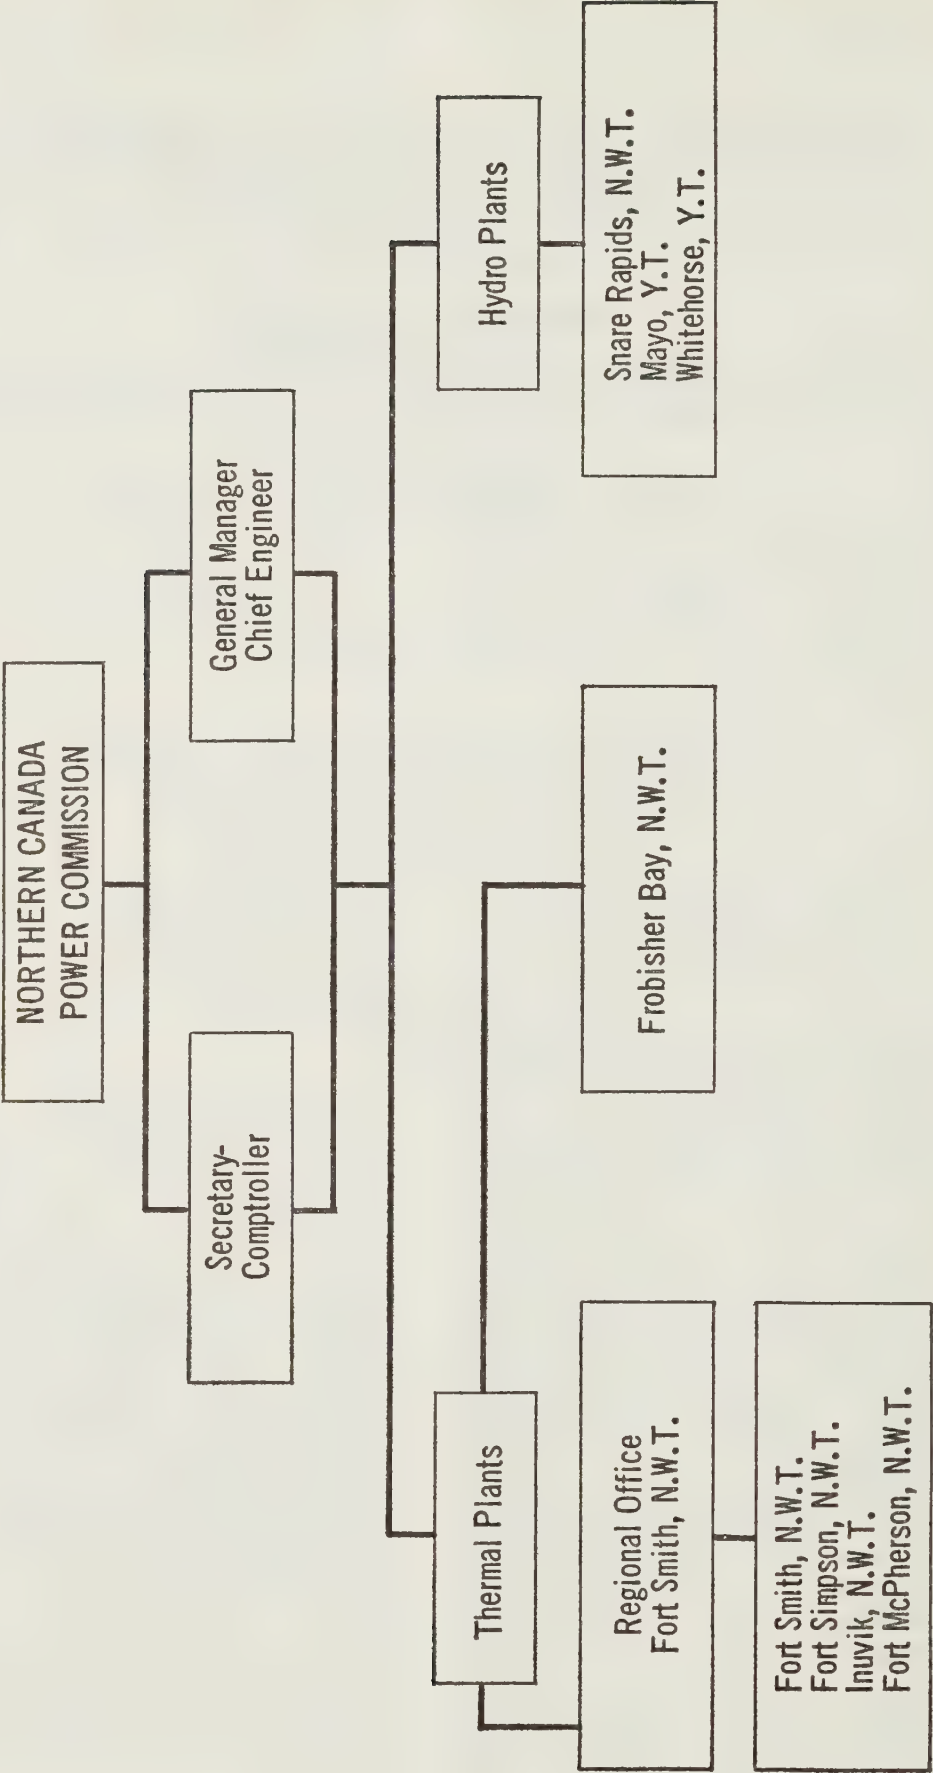 NORTHERN CANADA
POWER COMMISSION
Secretary-
Comptroller
General Manager
Chief Engineer
Thermal Plants
Hydro Plants
Regional Office
Fort Smith, N.W.T.
Frobisher Bay, N.W.T.
Snare Rapids, N.W.T.
Mayo, Y.T.
Whitehorse, Y.T.
Fort Smith, N.W.T.
Fort Simpson, N.W.T.
Inuvik, N.W.T.
Fort McPherson, N.W.T.